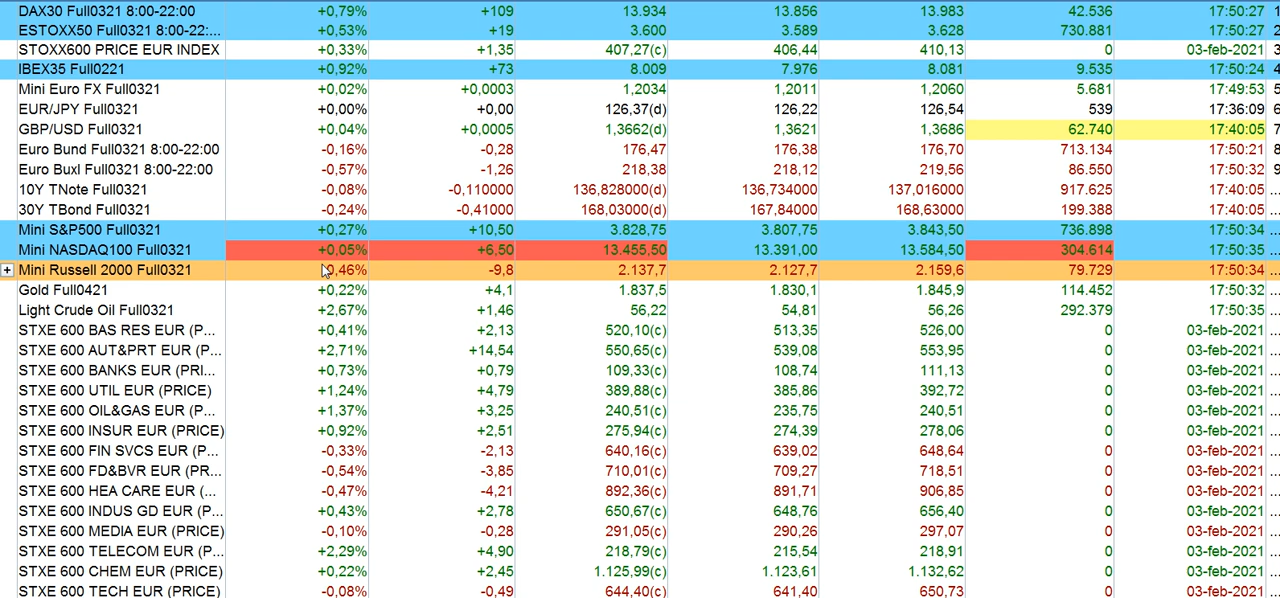 DAX30 Full0321 8:00-22:00 +0,79% +109 13.934 13.856 13.983 42.536 17:50:27 1
ESTOXX50 Full0321 8:00-22:... +0,53% +19 3.600 3.589 3.628 730.881 17:50:27 2
STOXX600 PRICE EUR INDEX +0,33% +1,35 407,27(c) 406,44 410,13 0 03-feb-2021 3
IBEX35 Full0221 +0,92% +73 8.009 7.976 8.081 9.535 17:50:24 4
Mini Euro FX Full0321 +0,02% +0,0003 1,2034 1,2011 1,2060 5.681 17:49:53 5
EUR/JPY Full0321 +0,00% +0,00 126,37(d) 126,22 126,54 539 17:36:09 6
GBP/USD Full0321 +0,04% +0,0005 1,3662(d) 1,3621 1,3686 62.740 17:40:05 7
Euro Bund Full0321 8:00-22:00 -0,16% -0,28 176,47 176,38 176,70 713.134 17:50:21 8
Euro Buxl Full0321 8:00-22:00 -0,57% -1,26 218,38 218,12 219,56 86.550 17:50:32 9
10Y TNote Full0321 -0,08% -0,110000 136,828000(d) 136,734000 137,016000 917.625 17:40:05 ...
30Y TBond Full0321 -0,24% -0,41000 168,03000(d) 167,84000 168,63000 199.388 17:40:05 ...
Mini S&P500 Full0321 +0,27% +10,50 3.828,75 3.807,75 3.843,50 736.898 17:50:34 ...
Mini NASDAQ100 Full0321 +0,05% +6,50 13.455,50 13.391,00 13.584,50 304.614 17:50:35 ...
Mini Russell 2000 Full0321 0,46% -9,8 2.137,7 2.127,7 2.159,6 79.729 17:50:34 ...
Gold Full0421 +0,22% +4,1 1.837,5 1.830,1 1.845,9 114.452 17:50:32 ...
Light Crude Oil Full0321 +2,67% +1,46 56,22 54,81 56,26 292.379 17:50:35 ...
STXE 600 BAS RES EUR (P... +0,41% +2,13 520,10(c) 513,35 526,00 0 03-feb-2021 ...
STXE 600 AUT&PRT EUR (P... +2,71% +14,54 550,65(c) 539,08 553,95 0 03-feb-2021 ...
STXE 600 BANKS EUR (PRI... +0,73% +0,79 109,33(c) 108,74 111,13 0 03-feb-2021 ...
STXE 600 UTIL EUR (PRICE) +1,24% +4,79 389,88(c) 385,86 392,72 0 03-feb-2021 ...
STXE 600 OIL&GAS EUR (P... +1,37% +3,25 240,51(c) 235,75 240,51 0 03-feb-2021 ...
STXE 600 INSUR EUR (PRICE) +0,92% +2,51 275,94(c) 274,39 278,06 0 03-feb-2021 ...
STXE 600 FIN SVCS EUR (P... -0,33% -2,13 640,16(c) 639,02 648,64 0 03-feb-2021 ...
STXE 600 FD&BVR EUR (PR... -0,54% -3,85 710,01(c) 709,27 718,51 0 03-feb-2021 ...
STXE 600 HEA CARE EUR (... -0,47% -4,21 892,36(c) 891,71 906,85 0 03-feb-2021 ...
STXE 600 INDUS GD EUR (P... +0,43% +2,78 650,67(c) 648,76 656,40 0 03-feb-2021 ...
STXE 600 MEDIA EUR (PRICE) -0,10% -0,28 291,05(c) 290,26 297,07 0 03-feb-2021 ...
STXE 600 TELECOM EUR (P... +2,29% +4,90 218,79(c) 215,54 218,91 0 03-feb-2021 ...
STXE 600 CHEM EUR (PRICE) +0,22% +2,45 1.125,99(c) 1.123,61 1.132,62 0 03-feb-2021 ...
STXE 600 TECH EUR (PRICE) -0,08% -0,49 644,40(c) 641,40 650,73 0 03-feb-2021 ...